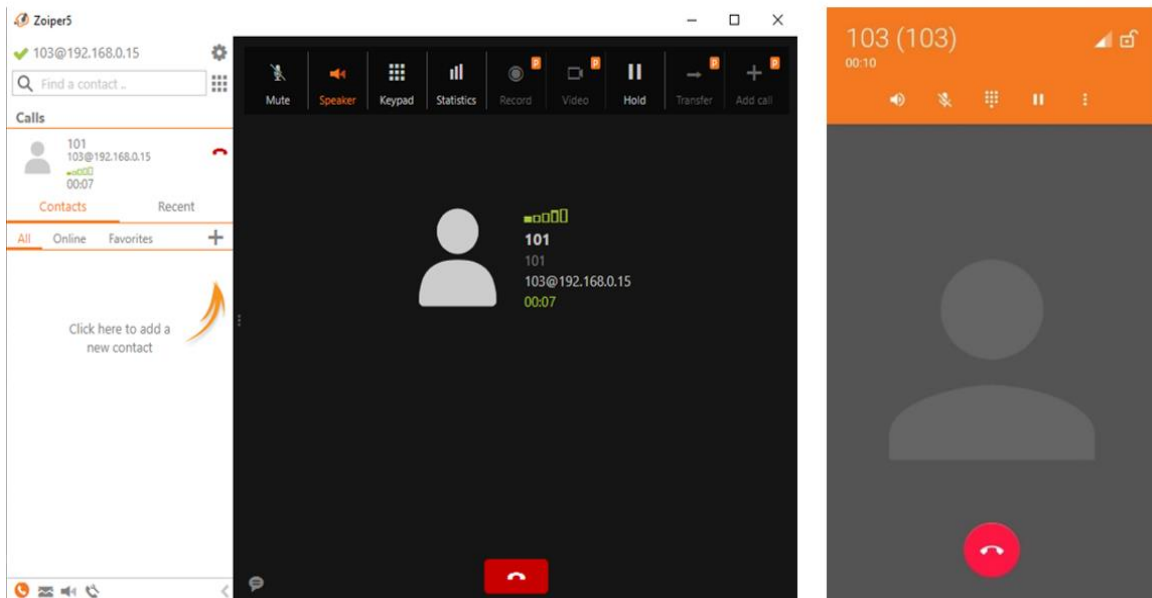 Zoiper5
103@192.168.0.15
Find a contact ..
Calls
101
103@192.168.0.15
00:07
Contacts Recent
All Online Favorites
Click here to add a
new contact
P P P P
Mute Speaker Keypad Statistics Record Video Hold Transfer Add call
101
101
103@192.168.0.15
00:07
103 (103)
00:10